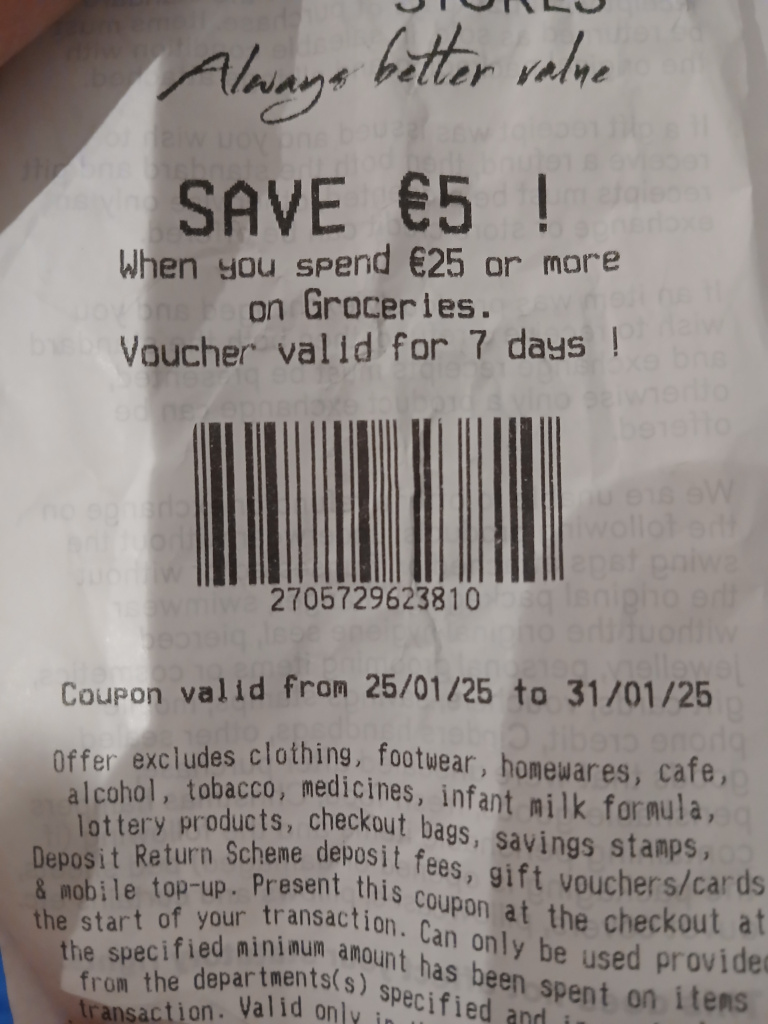 STORES
Always better value
SAVE €5 !
When you spend €25 or more
on Groceries.
Voucher valid for 7 days !
2705729623810
Coupon valid from 25/01/25 to 31/01/25
Offer excludes clothing, footwear, homewares, cafe,
alcohol, tobacco, medicines, infant milk formula,
lottery products, checkout bags, savings stamps,
Deposit Return Scheme deposit fees, gift vouchers/cards
& mobile top-up. Present this coupon at the checkout at
the start of your transaction. Can only be used provided
the specified minimum amount has been spent on items
from the departments(s) specified and
transaction. Valid only